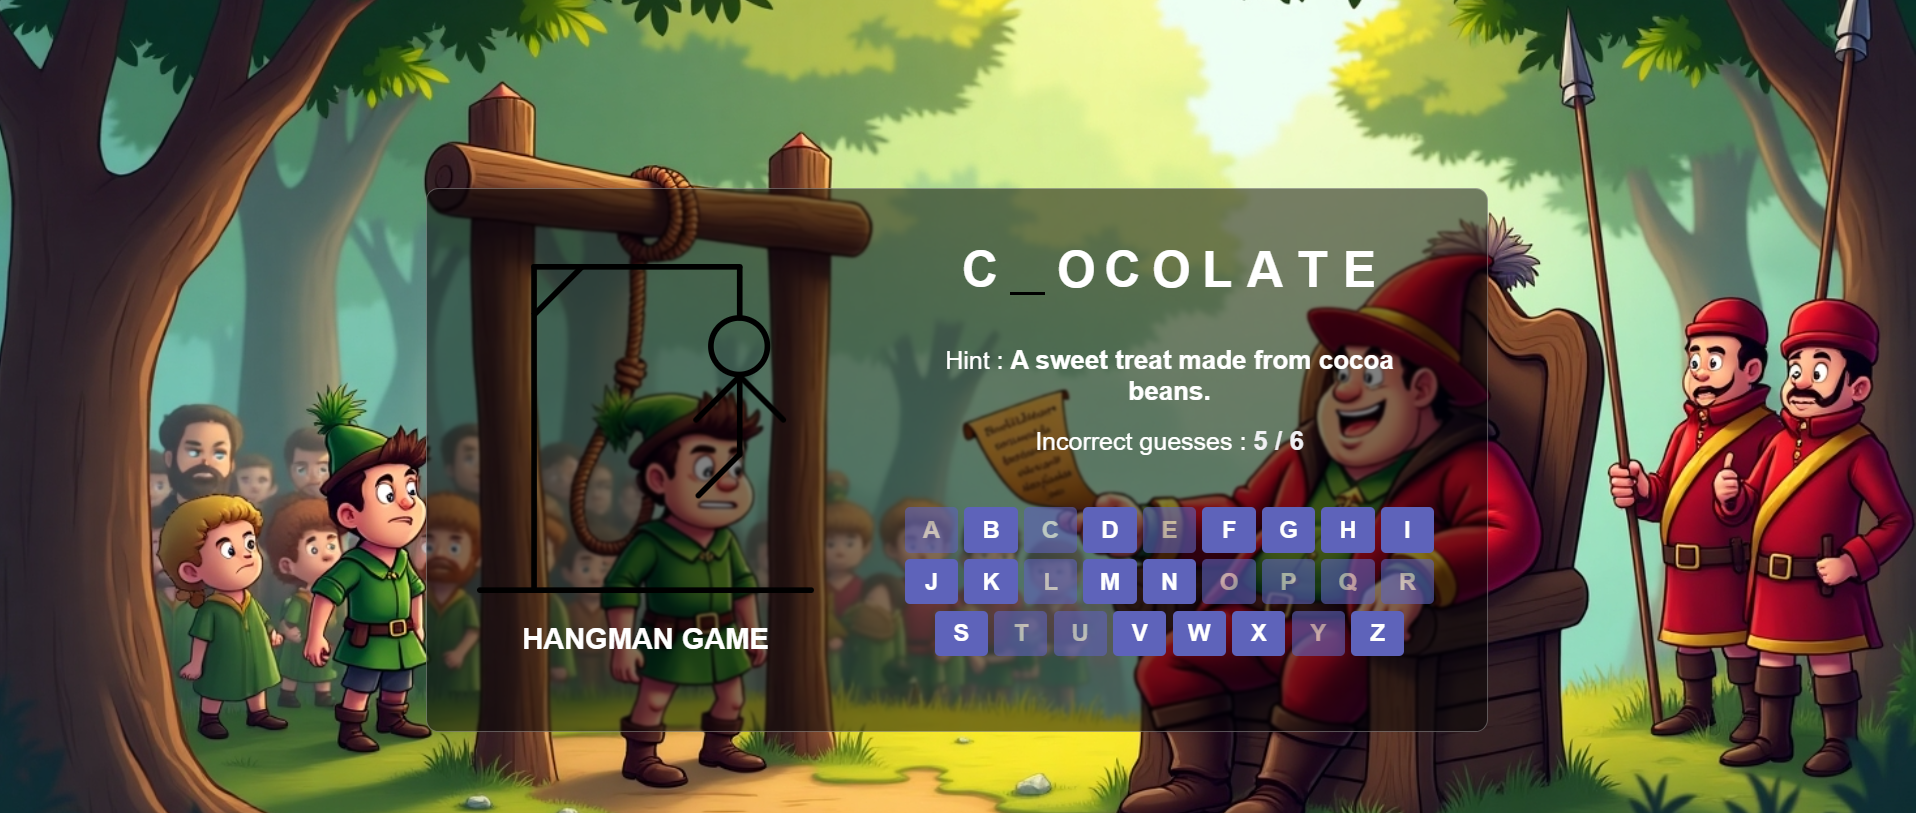 C _ O C O L A T E
Hint : A sweet treat made from cocoa
beans.
Incorrect guesses : 5 / 6
A B C D E F G H I
J K L M N O P Q R
S T U V W X Y Z
HANGMAN GAME